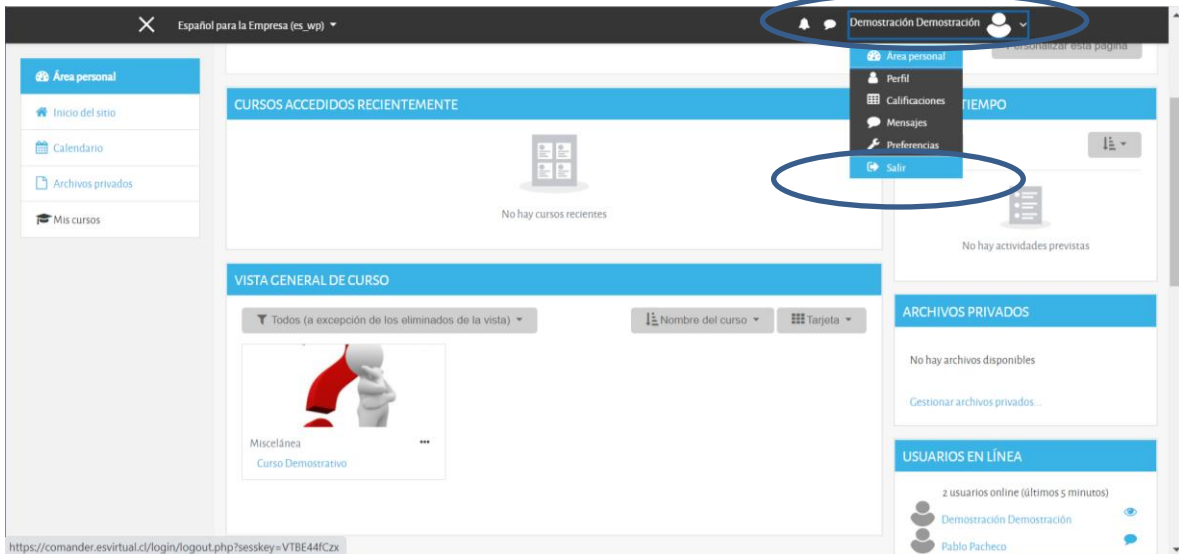 Español para la Empresa (es_wp)
Demostración Demostración
Personalizar esta página
Área personal
Inicio del sitio
Calendario
Archivos privados
Mis cursos
Área personal
Perfil
Calificaciones
Mensajes
Preferencias
Salir
CURSOS ACCEDIDOS RECIENTEMENTE
No hay cursos recientes
TIEMPO
No hay actividades previstas
VISTA GENERAL DE CURSO
Todos (a excepción de los eliminados de la vista)
Nombre del curso
Tarjeta
Miscelánea
Curso Demostrativo
ARCHIVOS PRIVADOS
No hay archivos disponibles
Gestionar archivos privados...
USUARIOS EN LÍNEA
2 usuarios online (últimos 5 minutos)
Demostración Demostración
Pablo Pacheco
https://comander.esvirtual.cl/login/logout.php?sesskey=VTBE44fCzx